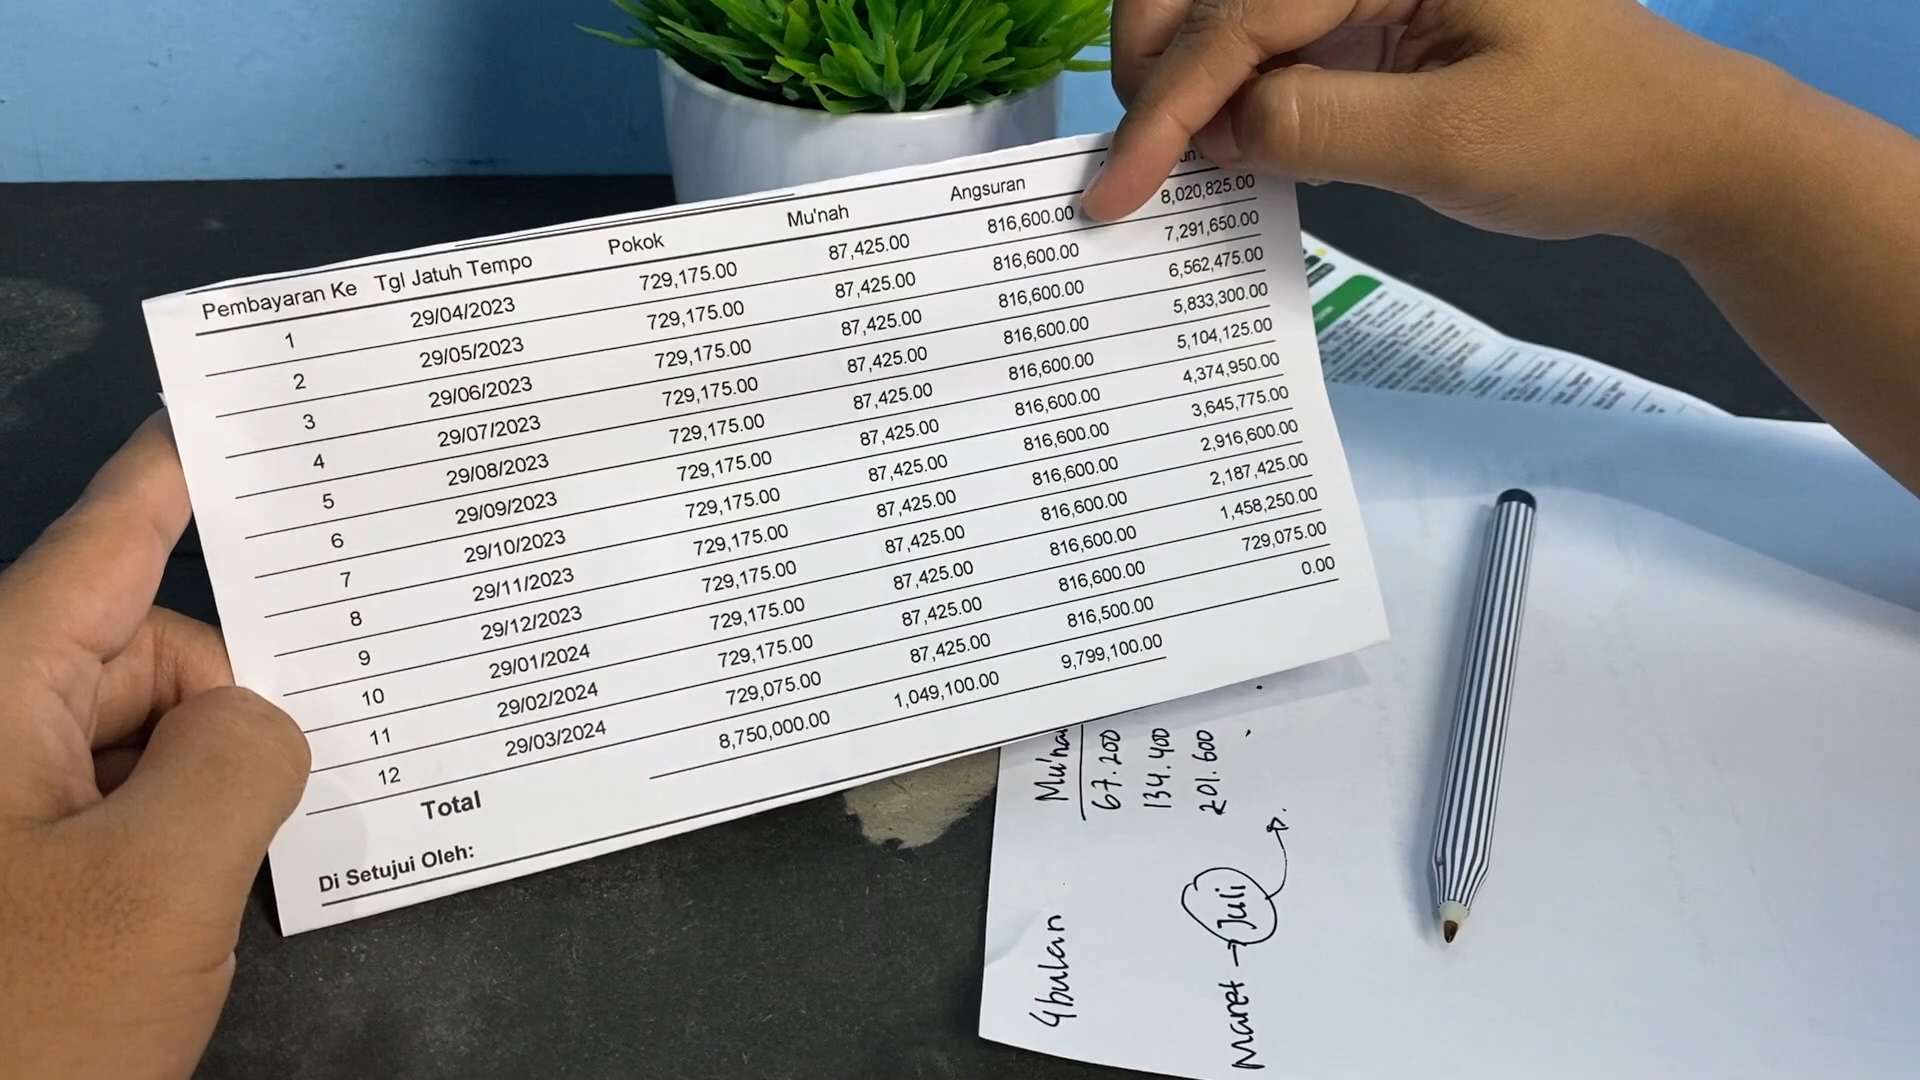 Pembayaran Ke Tgl Jatuh Tempo Pokok Mu'nah Angsuran
1 29/04/2023 729,175.00 87,425.00 816,600.00 8,020,825.00
2 29/05/2023 729,175.00 87,425.00 816,600.00 7,291,650.00
3 29/06/2023 729,175.00 87,425.00 816,600.00 6,562,475.00
4 29/07/2023 729,175.00 87,425.00 816,600.00 5,833,300.00
5 29/08/2023 729,175.00 87,425.00 816,600.00 5,104,125.00
6 29/09/2023 729,175.00 87,425.00 816,600.00 4,374,950.00
7 29/10/2023 729,175.00 87,425.00 816,600.00 3,645,775.00
8 29/11/2023 729,175.00 87,425.00 816,600.00 2,916,600.00
9 29/12/2023 729,175.00 87,425.00 816,600.00 2,187,425.00
10 29/01/2024 729,175.00 87,425.00 816,600.00 1,458,250.00
11 29/02/2024 729,175.00 87,425.00 816,600.00 729,075.00
12 29/03/2024 729,075.00 87,425.00 816,500.00 0.00
Total 8,750,000.00 1,049,100.00 9,799,100.00
Di Setujui Oleh:
4 bulan
67.200
134.400
201.600
Maret → Juli